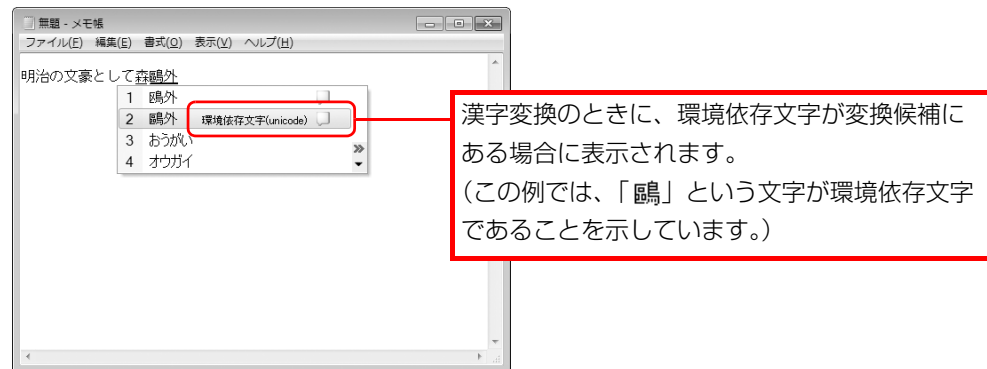 無題 - メモ帳
ファイル(F) 編集(E) 書式(O) 表示(V) ヘルプ(H)
明治の文豪として森鷗外
1 鴎外
2 鷗外 環境依存文字(unicode)
3 おうがい
4 オウガイ
漢字変換のときに、環境依存文字が変換候補に
ある場合に表示されます。
(この例では、「鷗」という文字が環境依存文字
であることを示しています。)